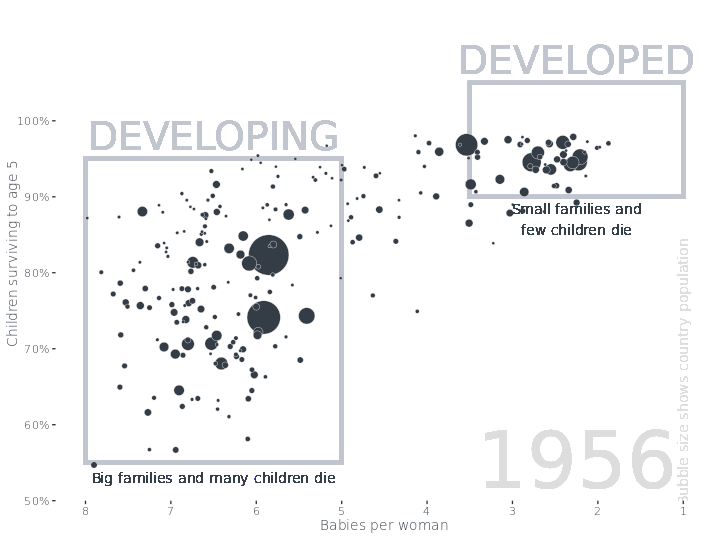 DEVELOPED
DEVELOPING
100%
90%
80%
70%
60%
50%
Children surviving to age 5
Small families and
few children die
Big families and many children die
1956
Bubble size shows country population
8
7
6
5
4
3
2
1
Babies per woman